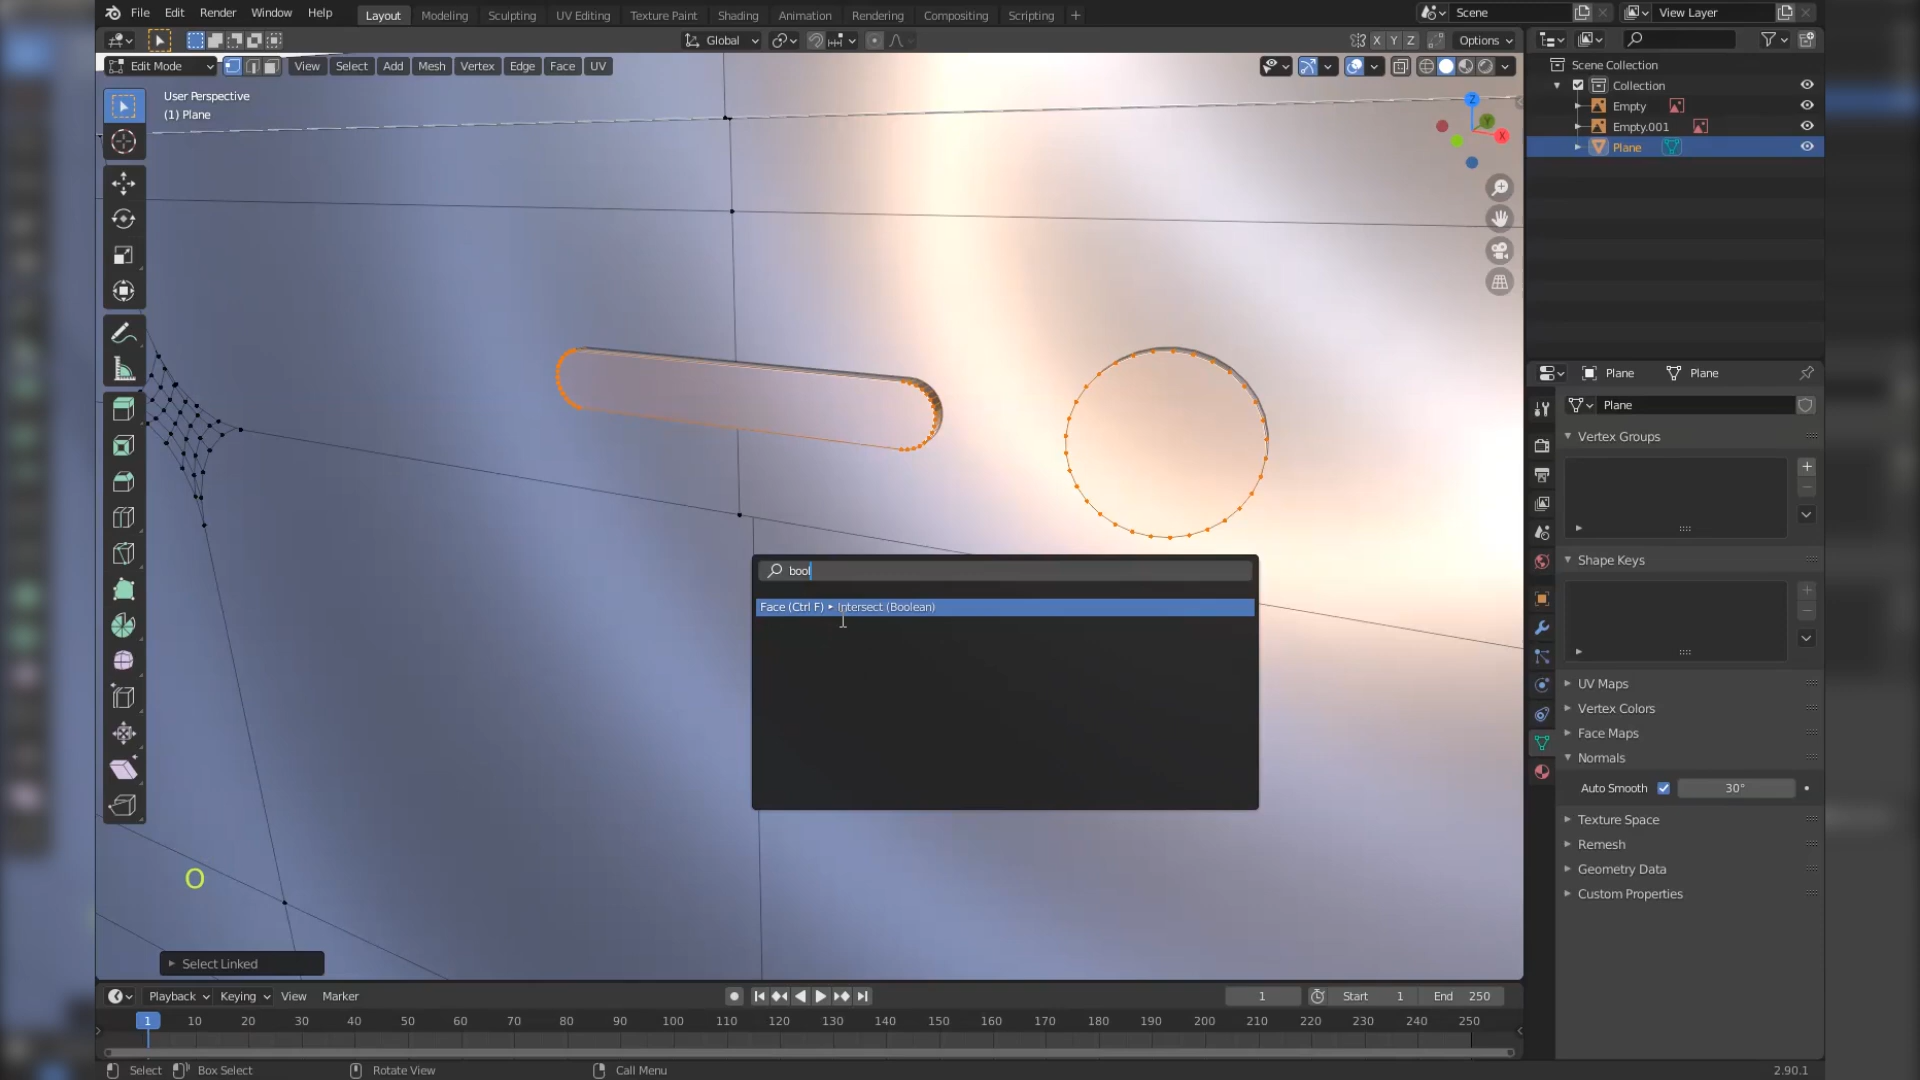 File Edit Render Window Help Layout Modeling Sculpting UV Editing Texture Paint Shading Animation Rendering Compositing Scripting +
Scene View Layer
Global X Y Z Options
Edit Mode View Select Add Mesh Vertex Edge Face UV
User Perspective
(1) Plane
Scene Collection
Collection
Empty
Empty.001
Plane
Z
Y
X
Plane Plane
Plane
Vertex Groups
bool
Face (Ctrl F) ▸ Intersect (Boolean)
Shape Keys
UV Maps
Vertex Colors
Face Maps
Normals
Auto Smooth 30°
Texture Space
Remesh
Geometry Data
Custom Properties
O
Select Linked
Playback Keying View Marker 1 Start 1 End 250
1 10 20 30 40 50 60 70 80 90 100 110 120 130 140 150 160 170 180 190 200 210 220 230 240 250
Select Box Select Rotate View Call Menu 2.90.1